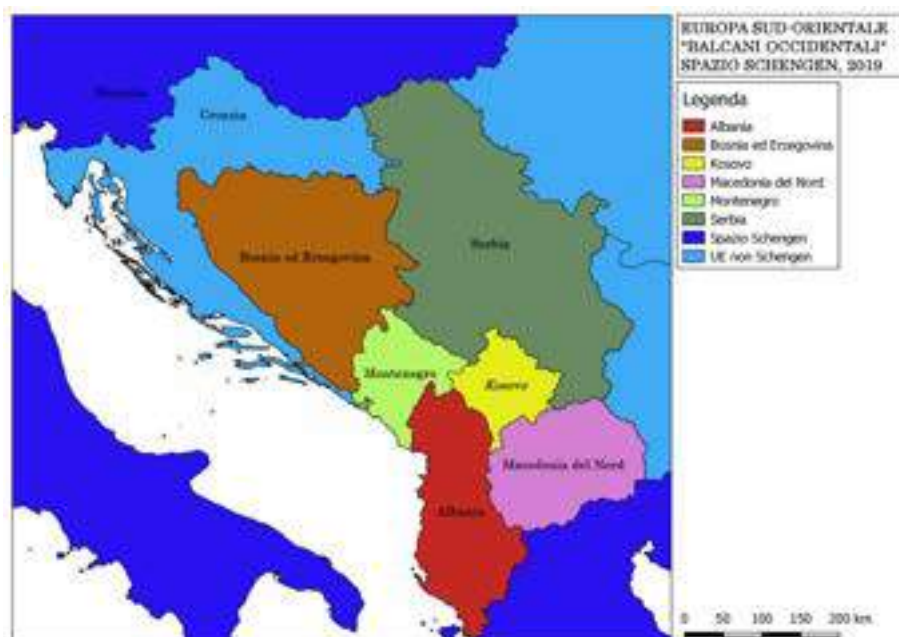 EUROPA SUD-ORIENTALE
"BALCANI OCCIDENTALI"
SPAZIO SCHENGEN, 2019
Legenda
Albania
Bosnia ed Erzegovina
Kosovo
Macedonia del Nord
Montenegro
Serbia
Spazio Schengen
UE non Schengen
Croazia
Serbia
Bosnia ed Erzegovina
Montenegro
Kosovo
Macedonia del Nord
Albania
0 50 100 150 200 km